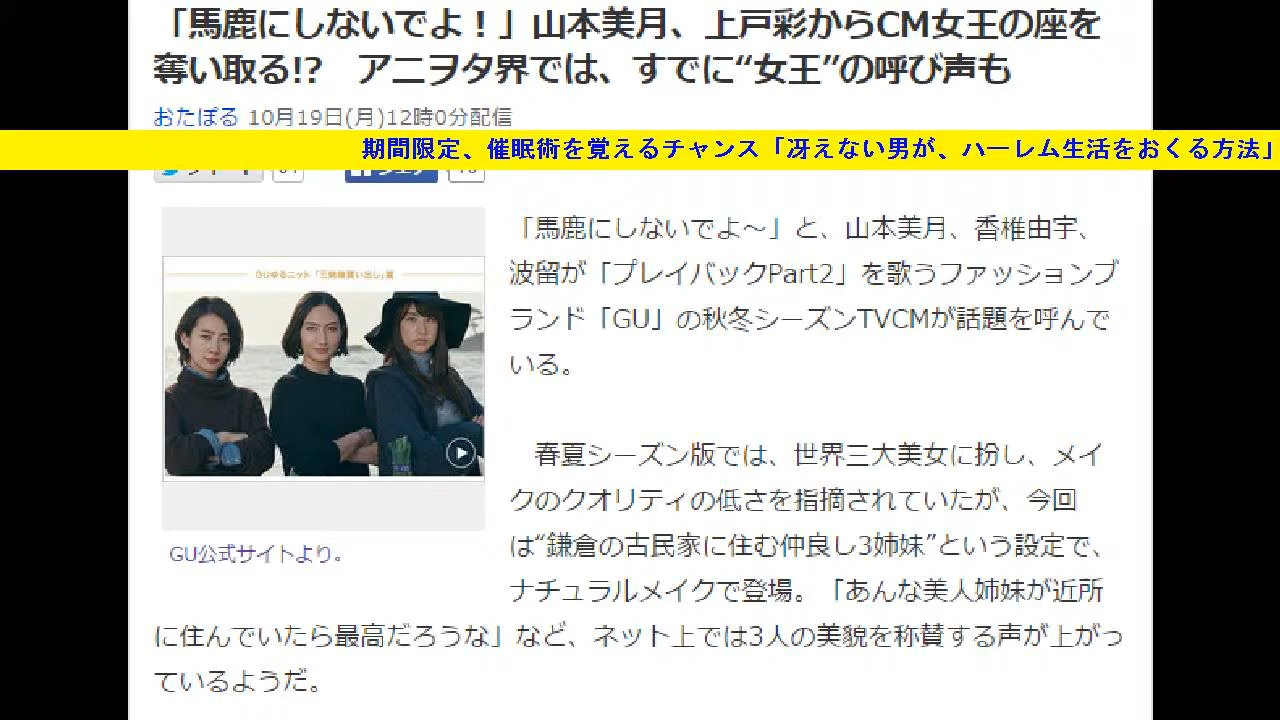 「馬鹿にしないでよ！」山本美月、上戸彩からCM女王の座を
奪い取る!?　アニヲタ界では、すでに“女王”の呼び声も
おたぽる 10月19日(月)12時0分配信
期間限定、催眠術を覚えるチャンス「冴えない男が、ハーレム生活をおくる方法」
GUゆるニット「三姉妹買い出し」篇
「馬鹿にしないでよ～」と、山本美月、香椎由宇、
波留が「プレイバックPart2」を歌うファッションブ
ランド「GU」の秋冬シーズンTVCMが話題を呼んで
いる。
GU公式サイトより。
　春夏シーズン版では、世界三大美女に扮し、メイ
クのクオリティの低さを指摘されていたが、今回
は“鎌倉の古民家に住む仲良し3姉妹”という設定で、
ナチュラルメイクで登場。「あんな美人姉妹が近所
に住んでいたら最高だろうな」など、ネット上では3人の美貌を称賛する声が上がっ
ているようだ。